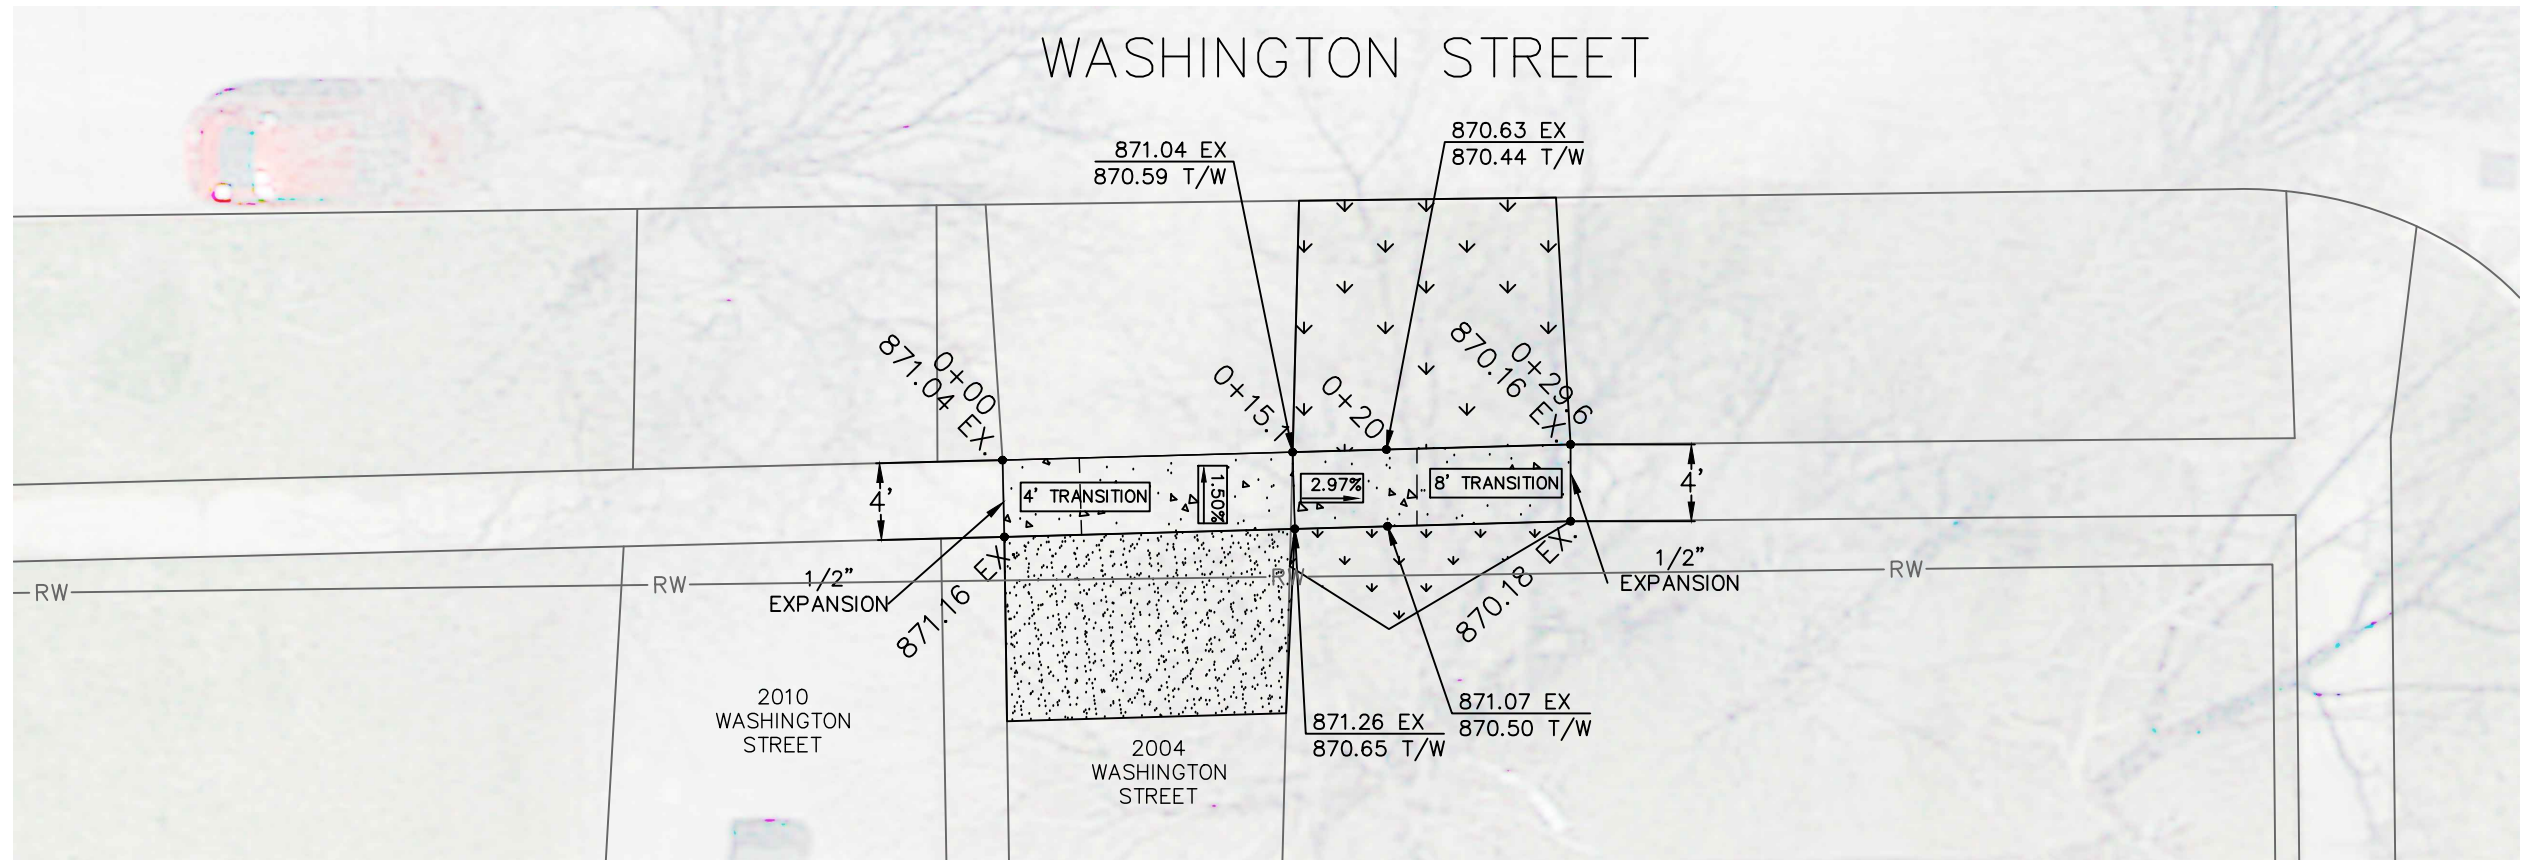 WASHINGTON STREET
871.04 EX
870.59 T/W
870.63 EX
870.44 T/W
0+00
871.04 EX.
0+15.1
0+20
0+29.6
870.16 EX.
4'
4' TRANSITION
1.50%
2.97%
8' TRANSITION
4'
RW
RW
RW
RW
1/2"
EXPANSION
871.16 EX.
870.18 EX.
1/2"
EXPANSION
2010
WASHINGTON
STREET
2004
WASHINGTON
STREET
871.26 EX
870.65 T/W
871.07 EX
870.50 T/W